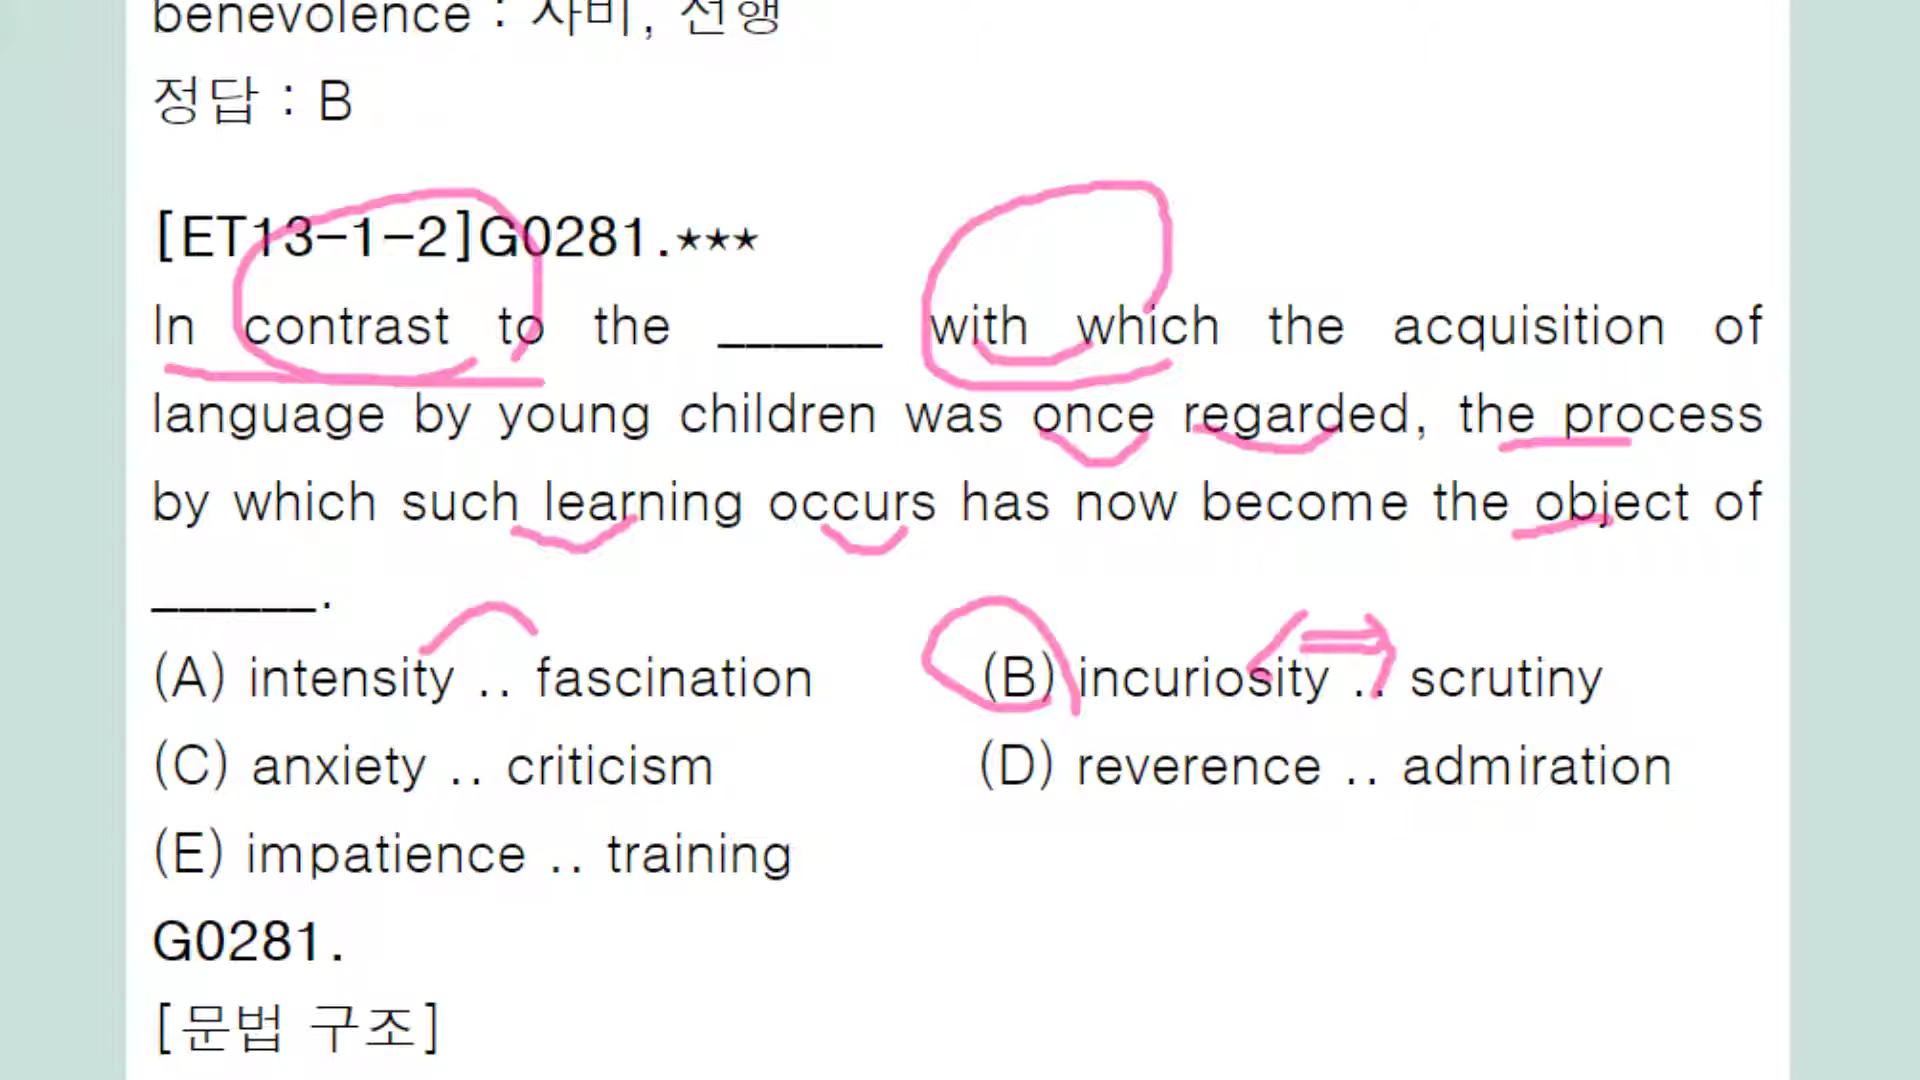 benevolence : 자비, 선행
정답 : B
[ET13-1-2]G0281.★★★
In contrast to the ______ with which the acquisition of
language by young children was once regarded, the process
by which such learning occurs has now become the object of
______.
(A) intensity .. fascination (B) incuriosity .. scrutiny
(C) anxiety .. criticism (D) reverence .. admiration
(E) impatience .. training
G0281.
[문법 구조]